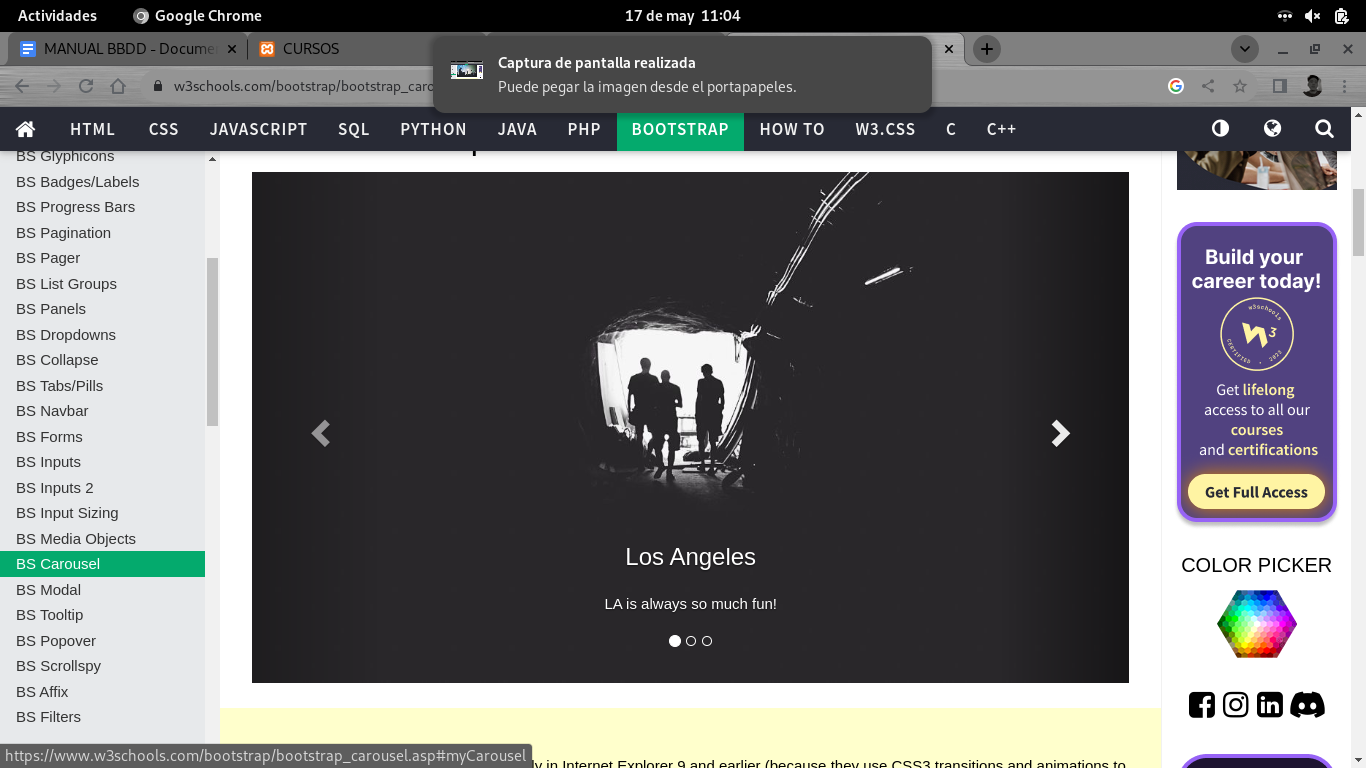 Actividades
Google Chrome
17 de may 11:04
MANUAL BBDD - Docume
CURSOS
Captura de pantalla realizada
Puede pegar la imagen desde el portapapeles.
w3schools.com/bootstrap/bootstrap_caro
HTML CSS JAVASCRIPT SQL PYTHON JAVA PHP BOOTSTRAP HOW TO W3.CSS C C++
BS Glyphicons
BS Badges/Labels
BS Progress Bars
BS Pagination
BS Pager
BS List Groups
BS Panels
BS Dropdowns
BS Collapse
BS Tabs/Pills
BS Navbar
BS Forms
BS Inputs
BS Inputs 2
BS Input Sizing
BS Media Objects
BS Carousel
BS Modal
BS Tooltip
BS Popover
BS Scrollspy
BS Affix
BS Filters
Los Angeles
LA is always so much fun!
Build your
career today!
w3schools
CERTIFIED • 2023
Get lifelong
access to all our
courses
and certifications
Get Full Access
COLOR PICKER
https://www.w3schools.com/bootstrap/bootstrap_carousel.asp#myCarousel
in Internet Explorer 9 and earlier (because they use CSS3 transitions and animations to